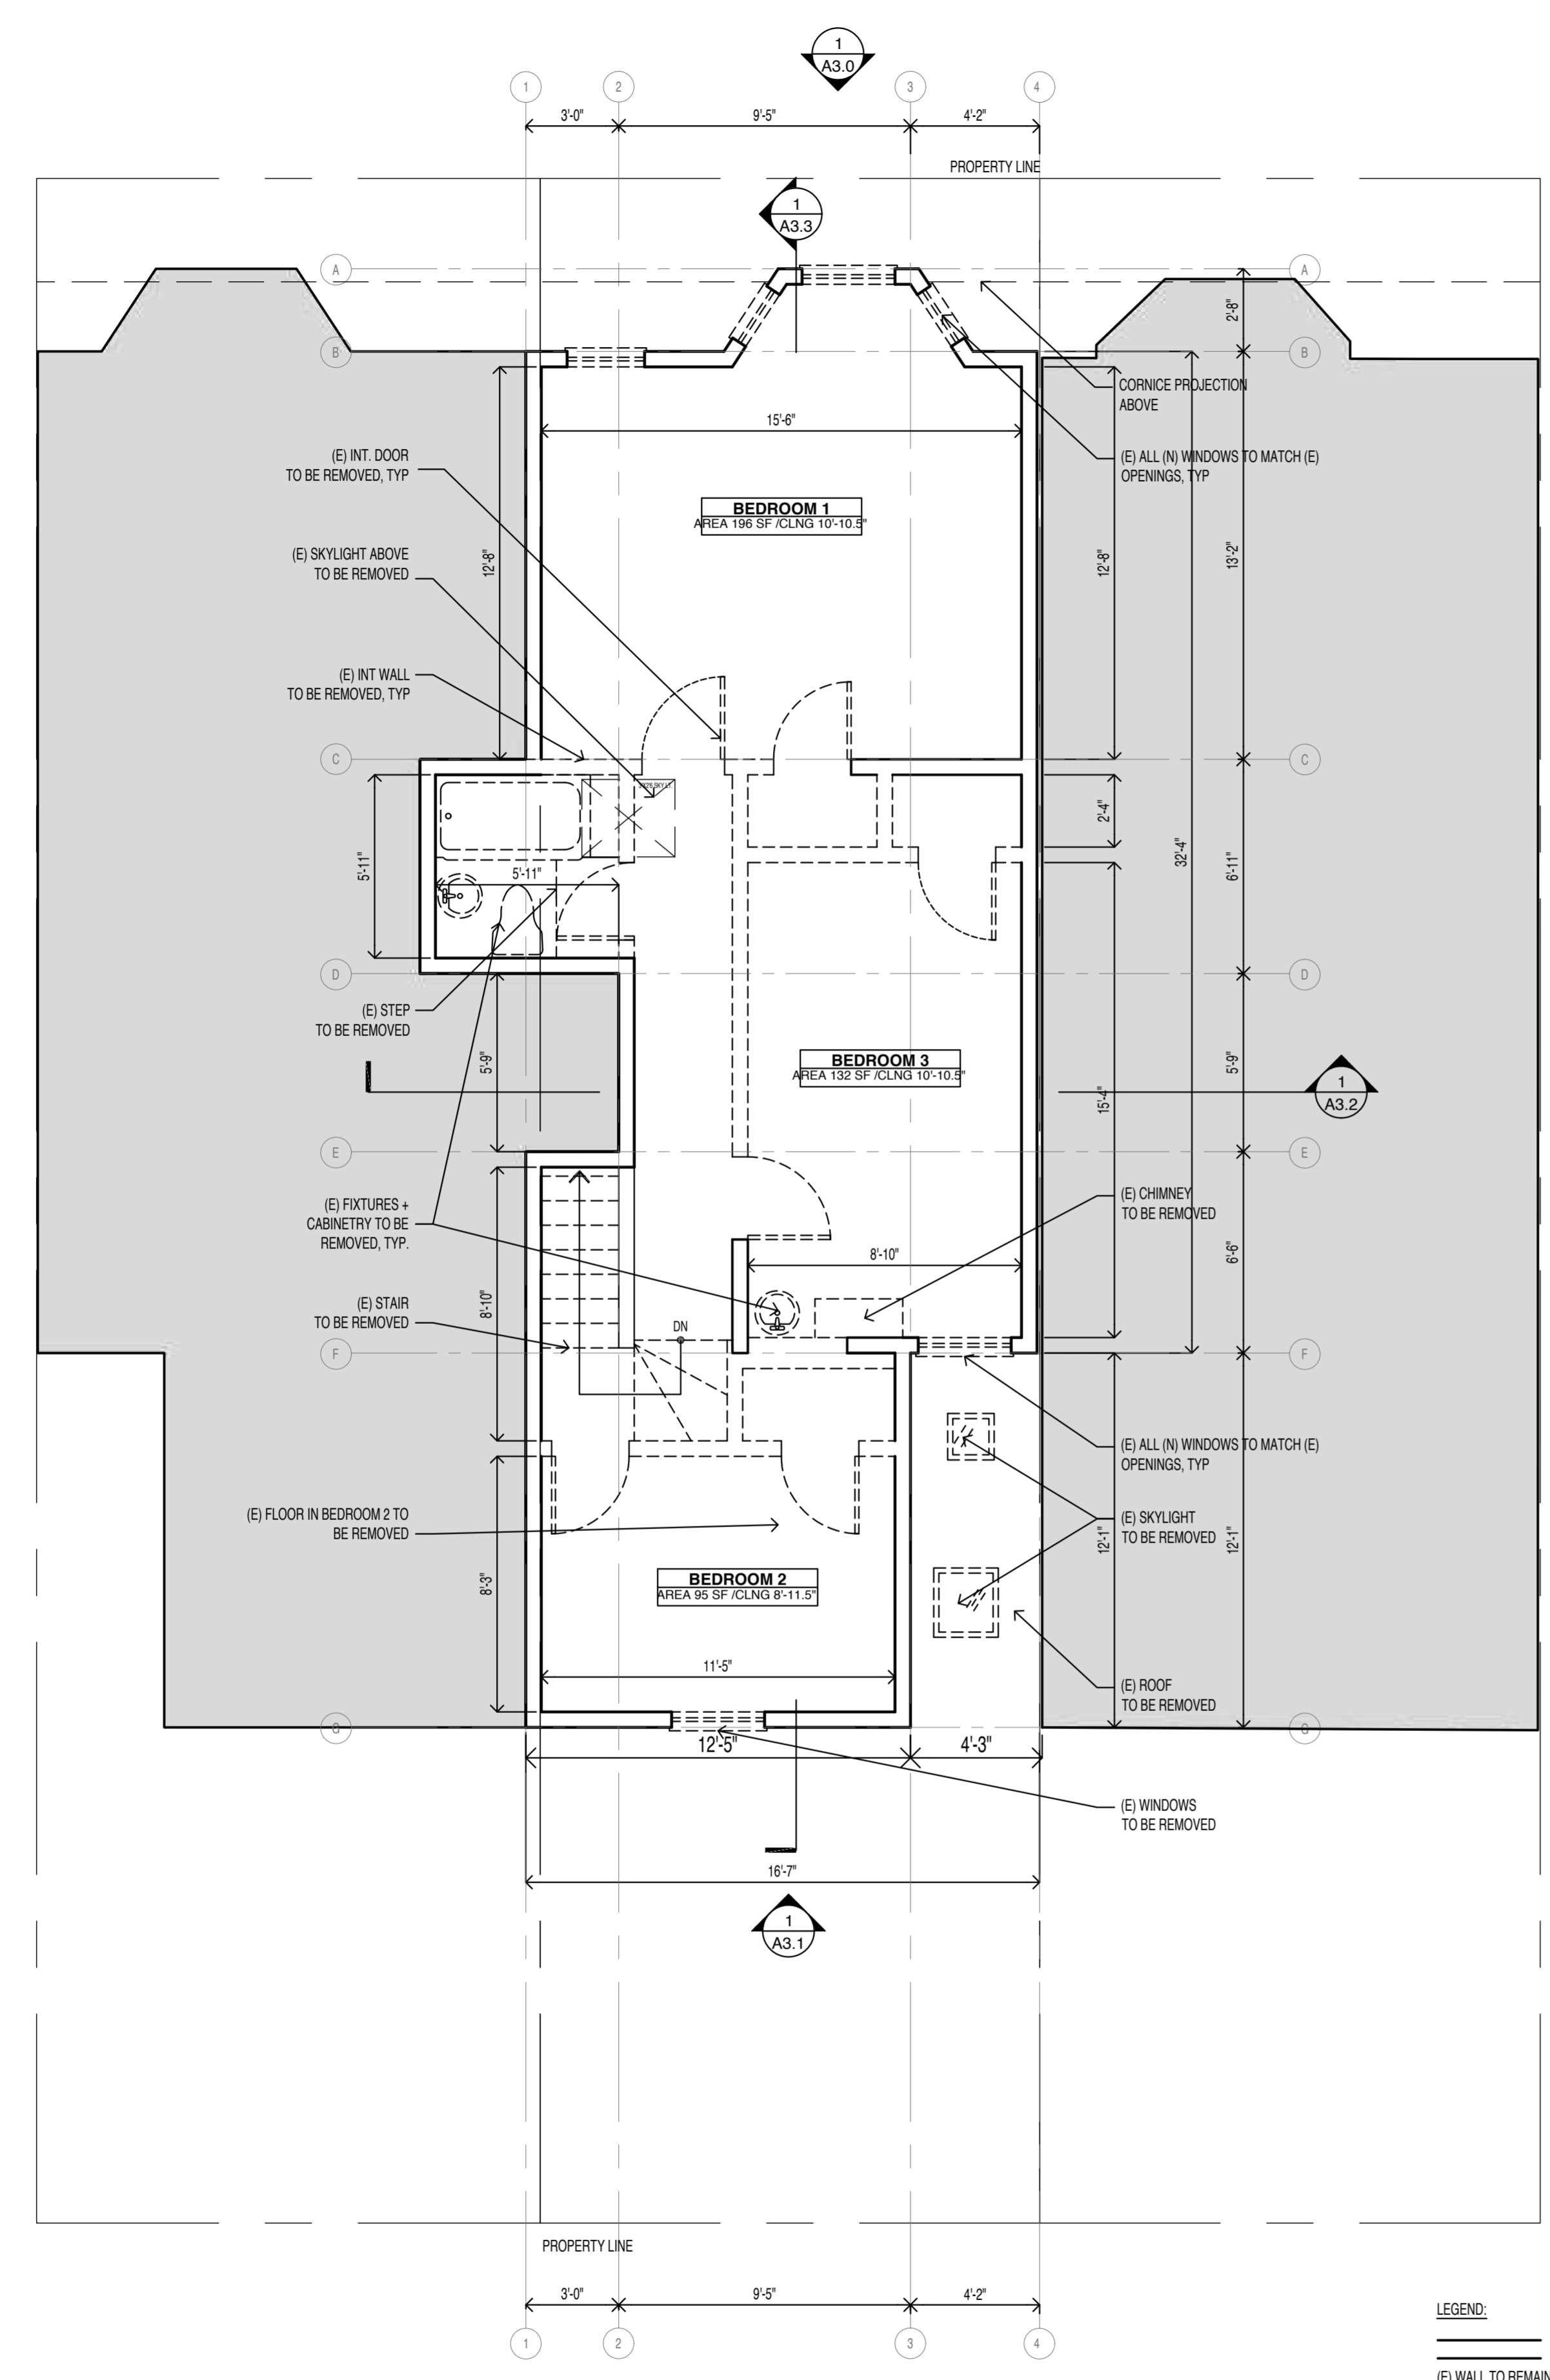 1
A3.0
1
2
3
4
3'-0"
9'-5"
4'-2"
PROPERTY LINE
1
A3.3
A
A
2'-8"
B
B
CORNICE PROJECTION
ABOVE
15'-6"
(E) INT. DOOR
TO BE REMOVED, TYP
(E) ALL (N) WINDOWS TO MATCH (E)
OPENINGS, TYP
BEDROOM 1
AREA 196 SF /CLNG 10'-10.5"
(E) SKYLIGHT ABOVE
TO BE REMOVED
12'-8"
12'-8"
13'-2"
(E) INT WALL
TO BE REMOVED, TYP
C
C
2'-4"
5'-11"
5'-11"
32'-4"
6'-11"
D
D
(E) STEP
TO BE REMOVED
5'-9"
BEDROOM 3
AREA 132 SF /CLNG 10'-10.5"
15'-4"
5'-9"
1
A3.2
E
E
(E) FIXTURES +
CABINETRY TO BE
REMOVED, TYP.
(E) CHIMNEY
TO BE REMOVED
8'-10"
6'-6"
8'-10"
(E) STAIR
TO BE REMOVED
DN
F
F
(E) ALL (N) WINDOWS TO MATCH (E)
OPENINGS, TYP
(E) FLOOR IN BEDROOM 2 TO
BE REMOVED
(E) SKYLIGHT
TO BE REMOVED
12'-1"
12'-1"
8'-3"
BEDROOM 2
AREA 95 SF /CLNG 8'-11.5"
11'-5"
(E) ROOF
TO BE REMOVED
G
G
12'-5"
4'-3"
(E) WINDOWS
TO BE REMOVED
16'-7"
1
A3.1
PROPERTY LINE
3'-0"
9'-5"
4'-2"
1
2
3
4
LEGEND:
(E) WALL TO REMAIN